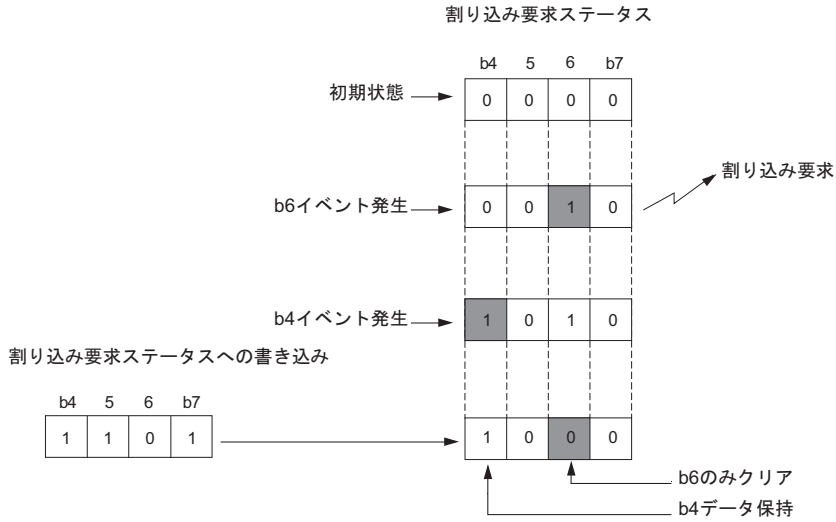 割り込み要求ステータス
b4 5 6 b7
初期状態
0 0 0 0
割り込み要求
b6イベント発生
0 0 1 0
b4イベント発生
1 0 1 0
割り込み要求ステータスへの書き込み
b4 5 6 b7
1 1 0 1
1 0 0 0
b6のみクリア
b4データ保持